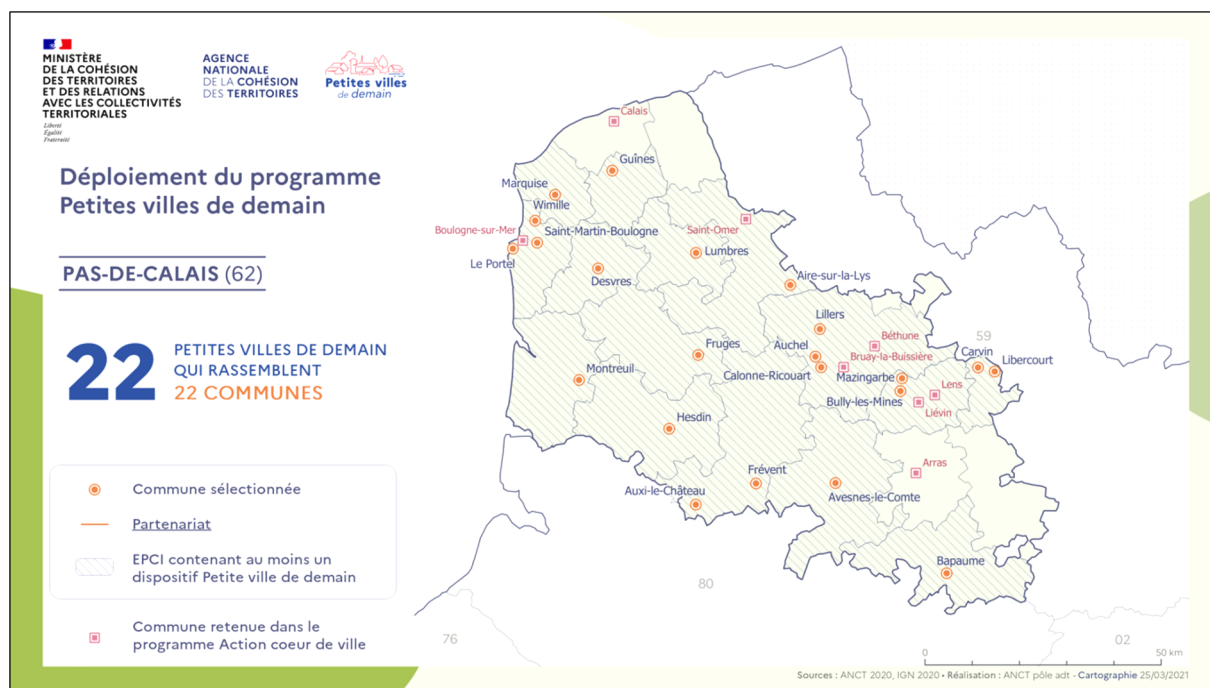 MINISTÈRE
DE LA COHÉSION
DES TERRITOIRES
ET DES RELATIONS
AVEC LES COLLECTIVITÉS
TERRITORIALES
Liberté
Égalité
Fraternité
AGENCE
NATIONALE
DE LA COHÉSION
DES TERRITOIRES
Petites villes
de demain
Déploiement du programme
Petites villes de demain
PAS-DE-CALAIS (62)
22
PETITES VILLES DE DEMAIN
QUI RASSEMBLENT
22 COMMUNES
Commune sélectionnée
Partenariat
EPCI contenant au moins un
dispositif Petite ville de demain
Commune retenue dans le
programme Action coeur de ville
Calais
Guînes
Marquise
Wimille
Boulogne-sur-Mer
Saint-Martin-Boulogne
Saint-Omer
Le Portel
Lumbres
Desvres
Aire-sur-la-Lys
Lillers
59
Béthune
Fruges
Auchel
Bruay-la-Buissière
Carvin
Libercourt
Montreuil
Calonne-Ricouart
Mazingarbe
Lens
Bully-les-Mines
Liévin
Hesdin
Arras
Frévent
Auxi-le-Château
Avesnes-le-Comte
Bapaume
80
76
02
0
50 km
Sources : ANCT 2020, IGN 2020 • Réalisation : ANCT pôle adt - Cartographie 25/03/2021